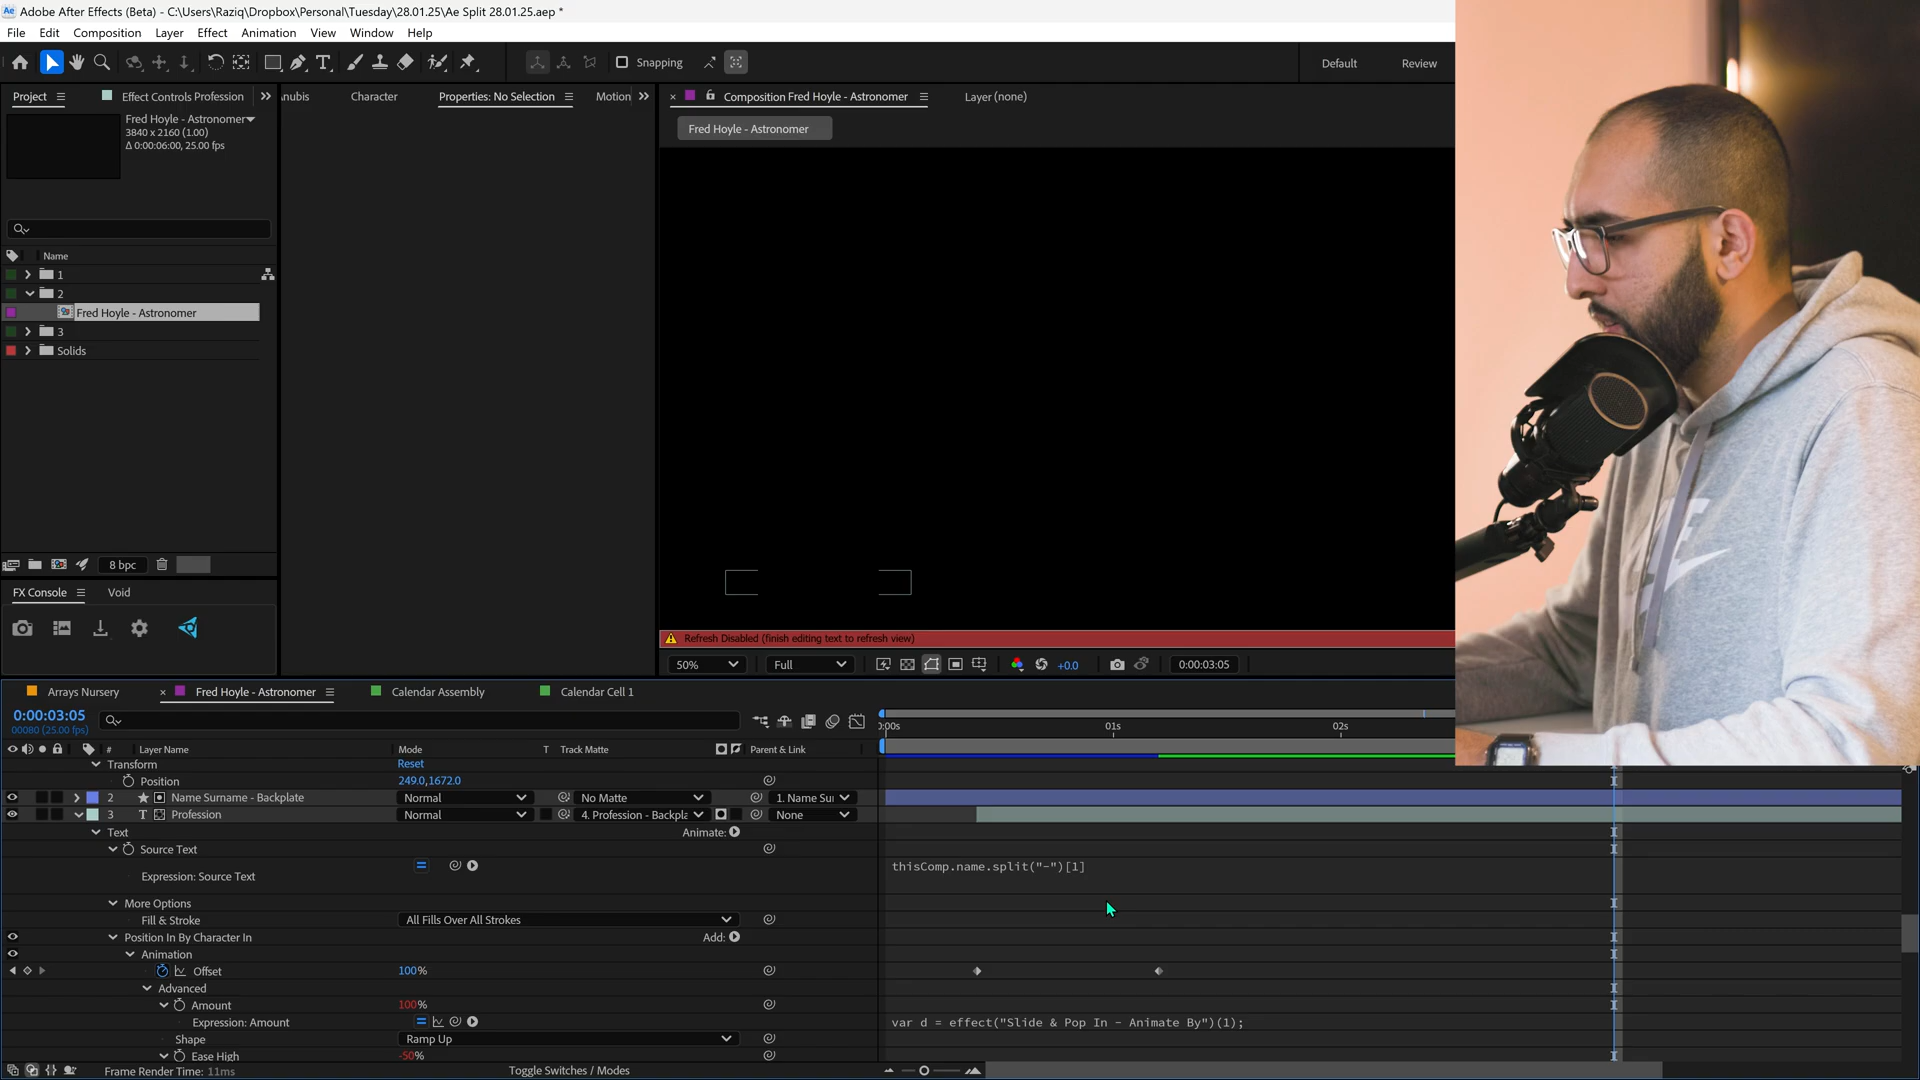 Ae Adobe After Effects (Beta) - C:\Users\Raziq\Dropbox\Personal\Tuesday\28.01.25\Ae Split 28.01.25.aep *
File Edit Composition Layer Effect Animation View Window Help
Snapping Default Review
Project Effect Controls Profession
nubis Character Properties: No Selection Motion
Composition Fred Hoyle - Astronomer Layer (none)
Fred Hoyle - Astronomer
3840 x 2160 (1.00)
Δ 0:00:06:00, 25.00 fps
Fred Hoyle - Astronomer
Name
1
2
Fred Hoyle - Astronomer
3
Solids
8 bpc
FX Console Void
Refresh Disabled (finish editing text to refresh view)
50% Full +0.0 0:00:03:05
Arrays Nursery Fred Hoyle - Astronomer Calendar Assembly Calendar Cell 1
0:00:03:05
00080 (25.00 fps)
0:00s 01s 02s
# Layer Name Mode T Track Matte Parent & Link
Transform Reset
Position 249.0,1672.0
2 Name Surname - Backplate Normal No Matte 1. Name Sur
3 T Profession Normal 4. Profession - Backpla None
Text Animate:
Source Text
Expression: Source Text thisComp.name.split("-")[1]
More Options
Fill & Stroke All Fills Over All Strokes
Position In By Character In Add:
Animation
Offset 100%
Advanced
Amount 100%
Expression: Amount var d = effect("Slide & Pop In - Animate By")(1);
Shape Ramp Up
Ease High -50%
Frame Render Time: 11ms Toggle Switches / Modes